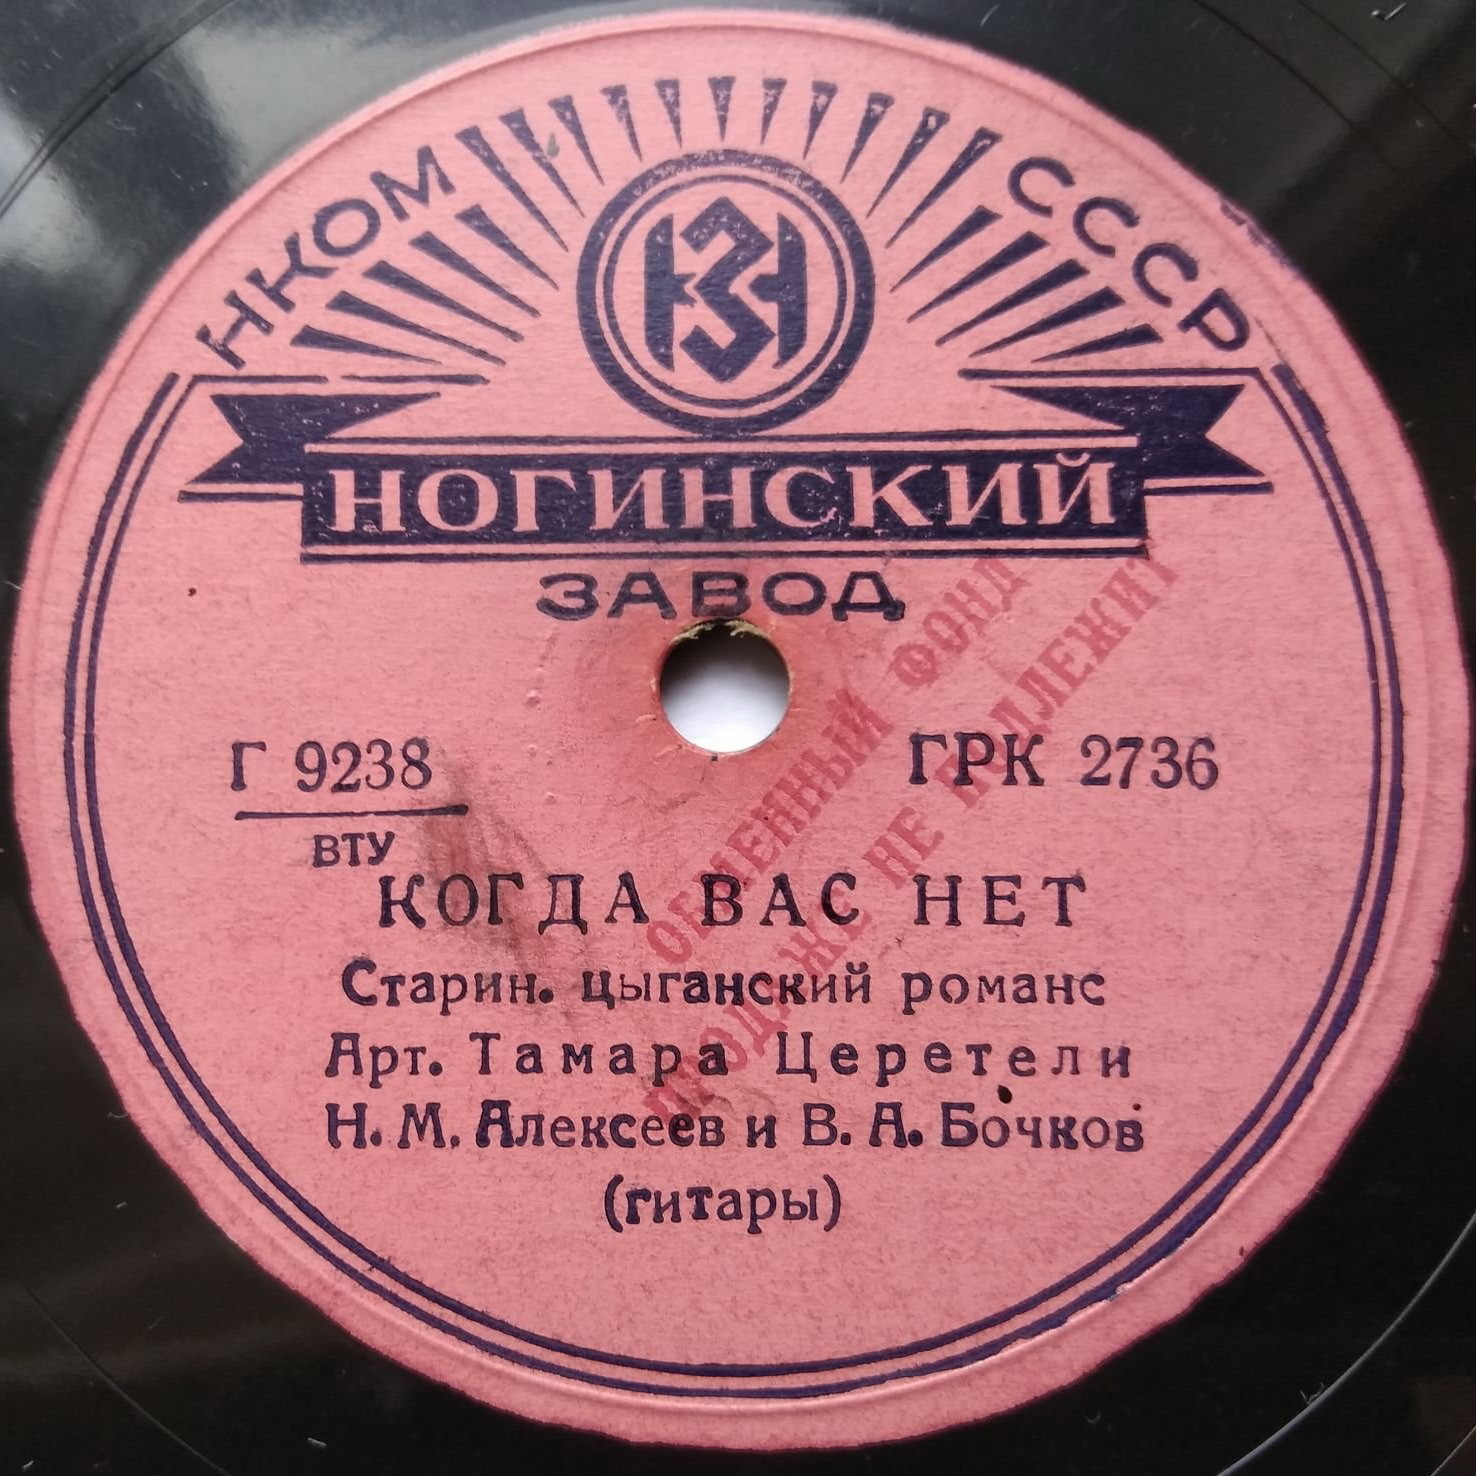 НКОМ СССР
НЗН
НОГИНСКИЙ
ЗАВОД
Г 9238
ВТУ
ГРК 2736
ОБМЕННЫЙ ФОНД
ПРОДАЖЕ НЕ ПОДЛЕЖИТ
КОГДА ВАС НЕТ
Старин. цыганский романс
Арт. Тамара Церетели
Н. М. Алексеев и В. А. Бочков
(гитары)